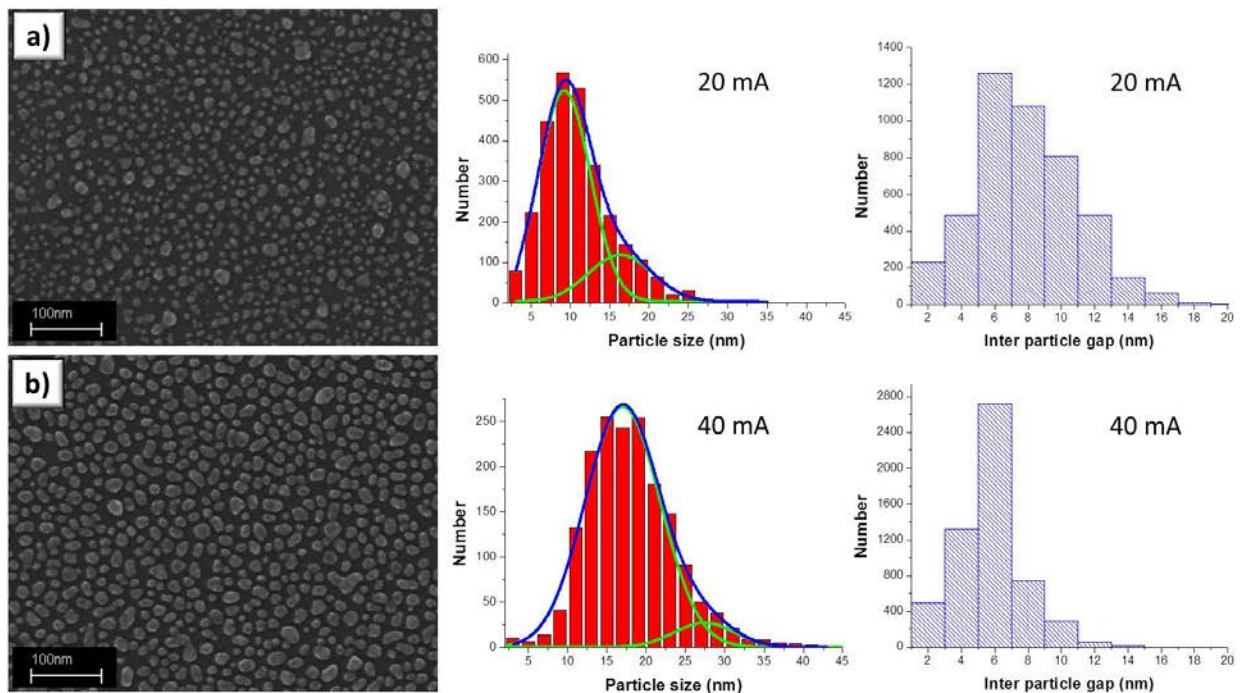 a)
100nm
600
500
400
300
200
100
0
Number
20 mA
5 10 15 20 25 30 35 40 45
Particle size (nm)
1400
1200
1000
800
600
400
200
0
Number
20 mA
2 4 6 8 10 12 14 16 18 20
Inter particle gap (nm)
b)
100nm
250
200
150
100
50
0
Number
40 mA
5 10 15 20 25 30 35 40 45
Particle size (nm)
2800
2400
2000
1600
1200
800
400
0
Number
40 mA
2 4 6 8 10 12 14 16 18 20
Inter particle gap (nm)